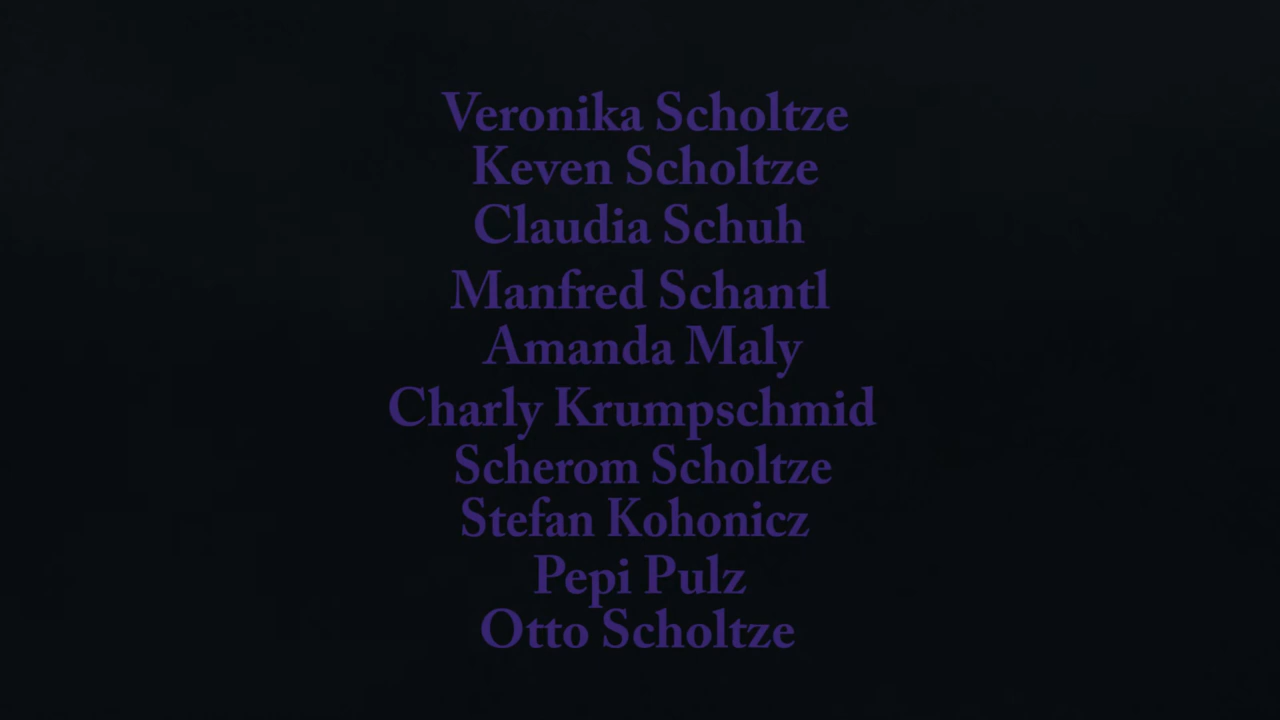 Veronika Scholtze
Keven Scholtze
Claudia Schuh
Manfred Schantl
Amanda Maly
Charly Krumpschmid
Scherom Scholtze
Stefan Kohonicz
Pepi Pulz
Otto Scholtze